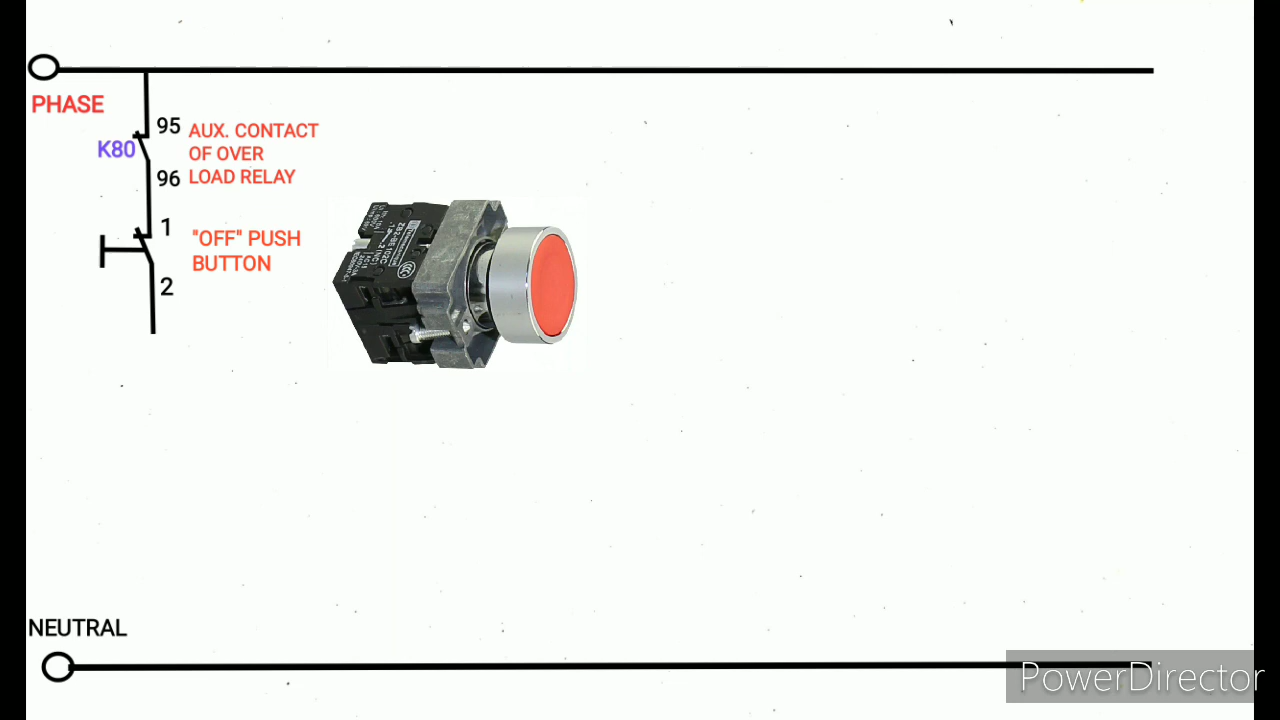 PHASE
95
AUX. CONTACT
OF OVER
LOAD RELAY
K80
96
1
"OFF" PUSH
BUTTON
2
NEUTRAL
PowerDirector